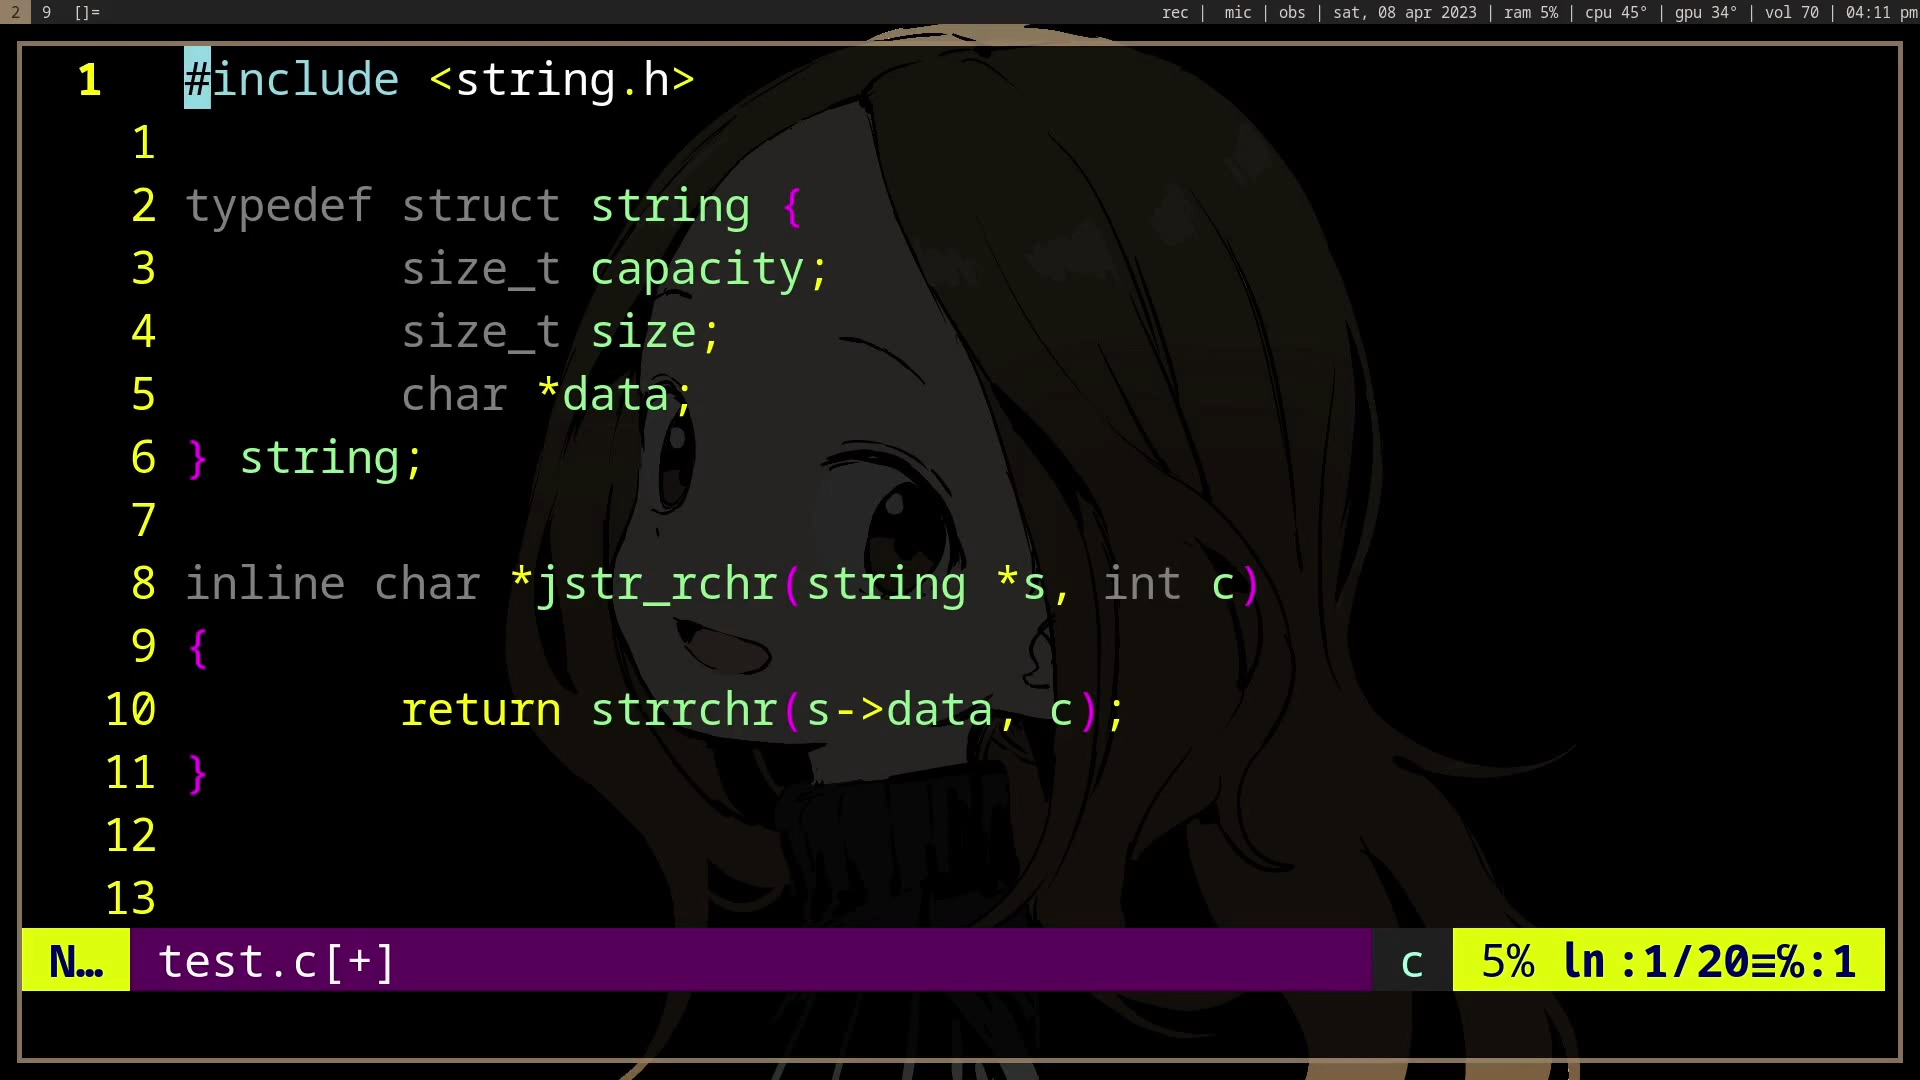 2 9 []= rec | mic | obs | sat, 08 apr 2023 | ram 5% | cpu 45° | gpu 34° | vol 70 | 04:11 pm
1 #include <string.h>
1
2 typedef struct string {
3 size_t capacity;
4 size_t size;
5 char *data;
6 } string;
7
8 inline char *jstr_rchr(string *s, int c)
9 {
10 return strrchr(s->data, c);
11 }
12
13
N… test.c[+] c 5% ln :1/20≡℅:1